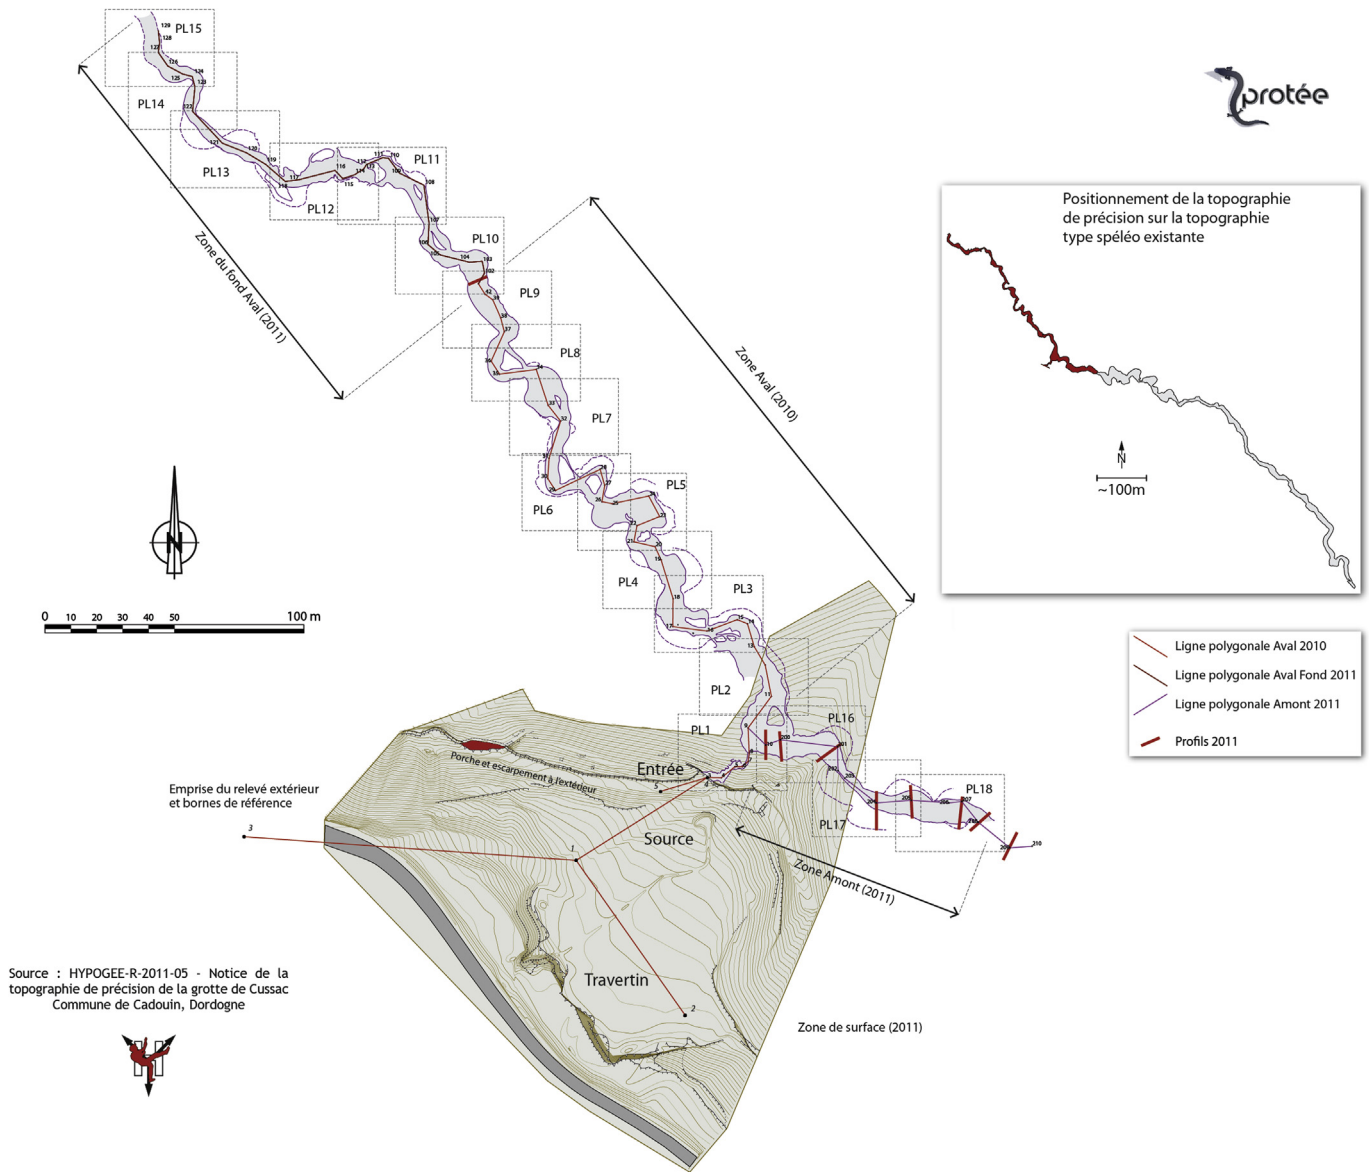 PL15
PL14
PL13
PL12
PL11
PL10
PL9
PL8
PL7
PL6
PL5
PL4
PL3
PL2
PL1
PL16
PL17
PL18
Zone du fond Aval (2011)
Zone Aval (2010)
Zone Amont (2011)
protée
Positionnement de la topographie
de précision sur la topographie
type spéléo existante
N
~100m
N
0 10 20 30 40 50 100 m
Ligne polygonale Aval 2010
Ligne polygonale Aval Fond 2011
Ligne polygonale Amont 2011
Profils 2011
Entrée
Porche et escarpement à l'extérieur
Emprise du relevé extérieur
et bornes de référence
Source
Travertin
1
2
3
Zone de surface (2011)
Source : HYPOGEE-R-2011-05 - Notice de la
topographie de précision de la grotte de Cussac
Commune de Cadouin, Dordogne